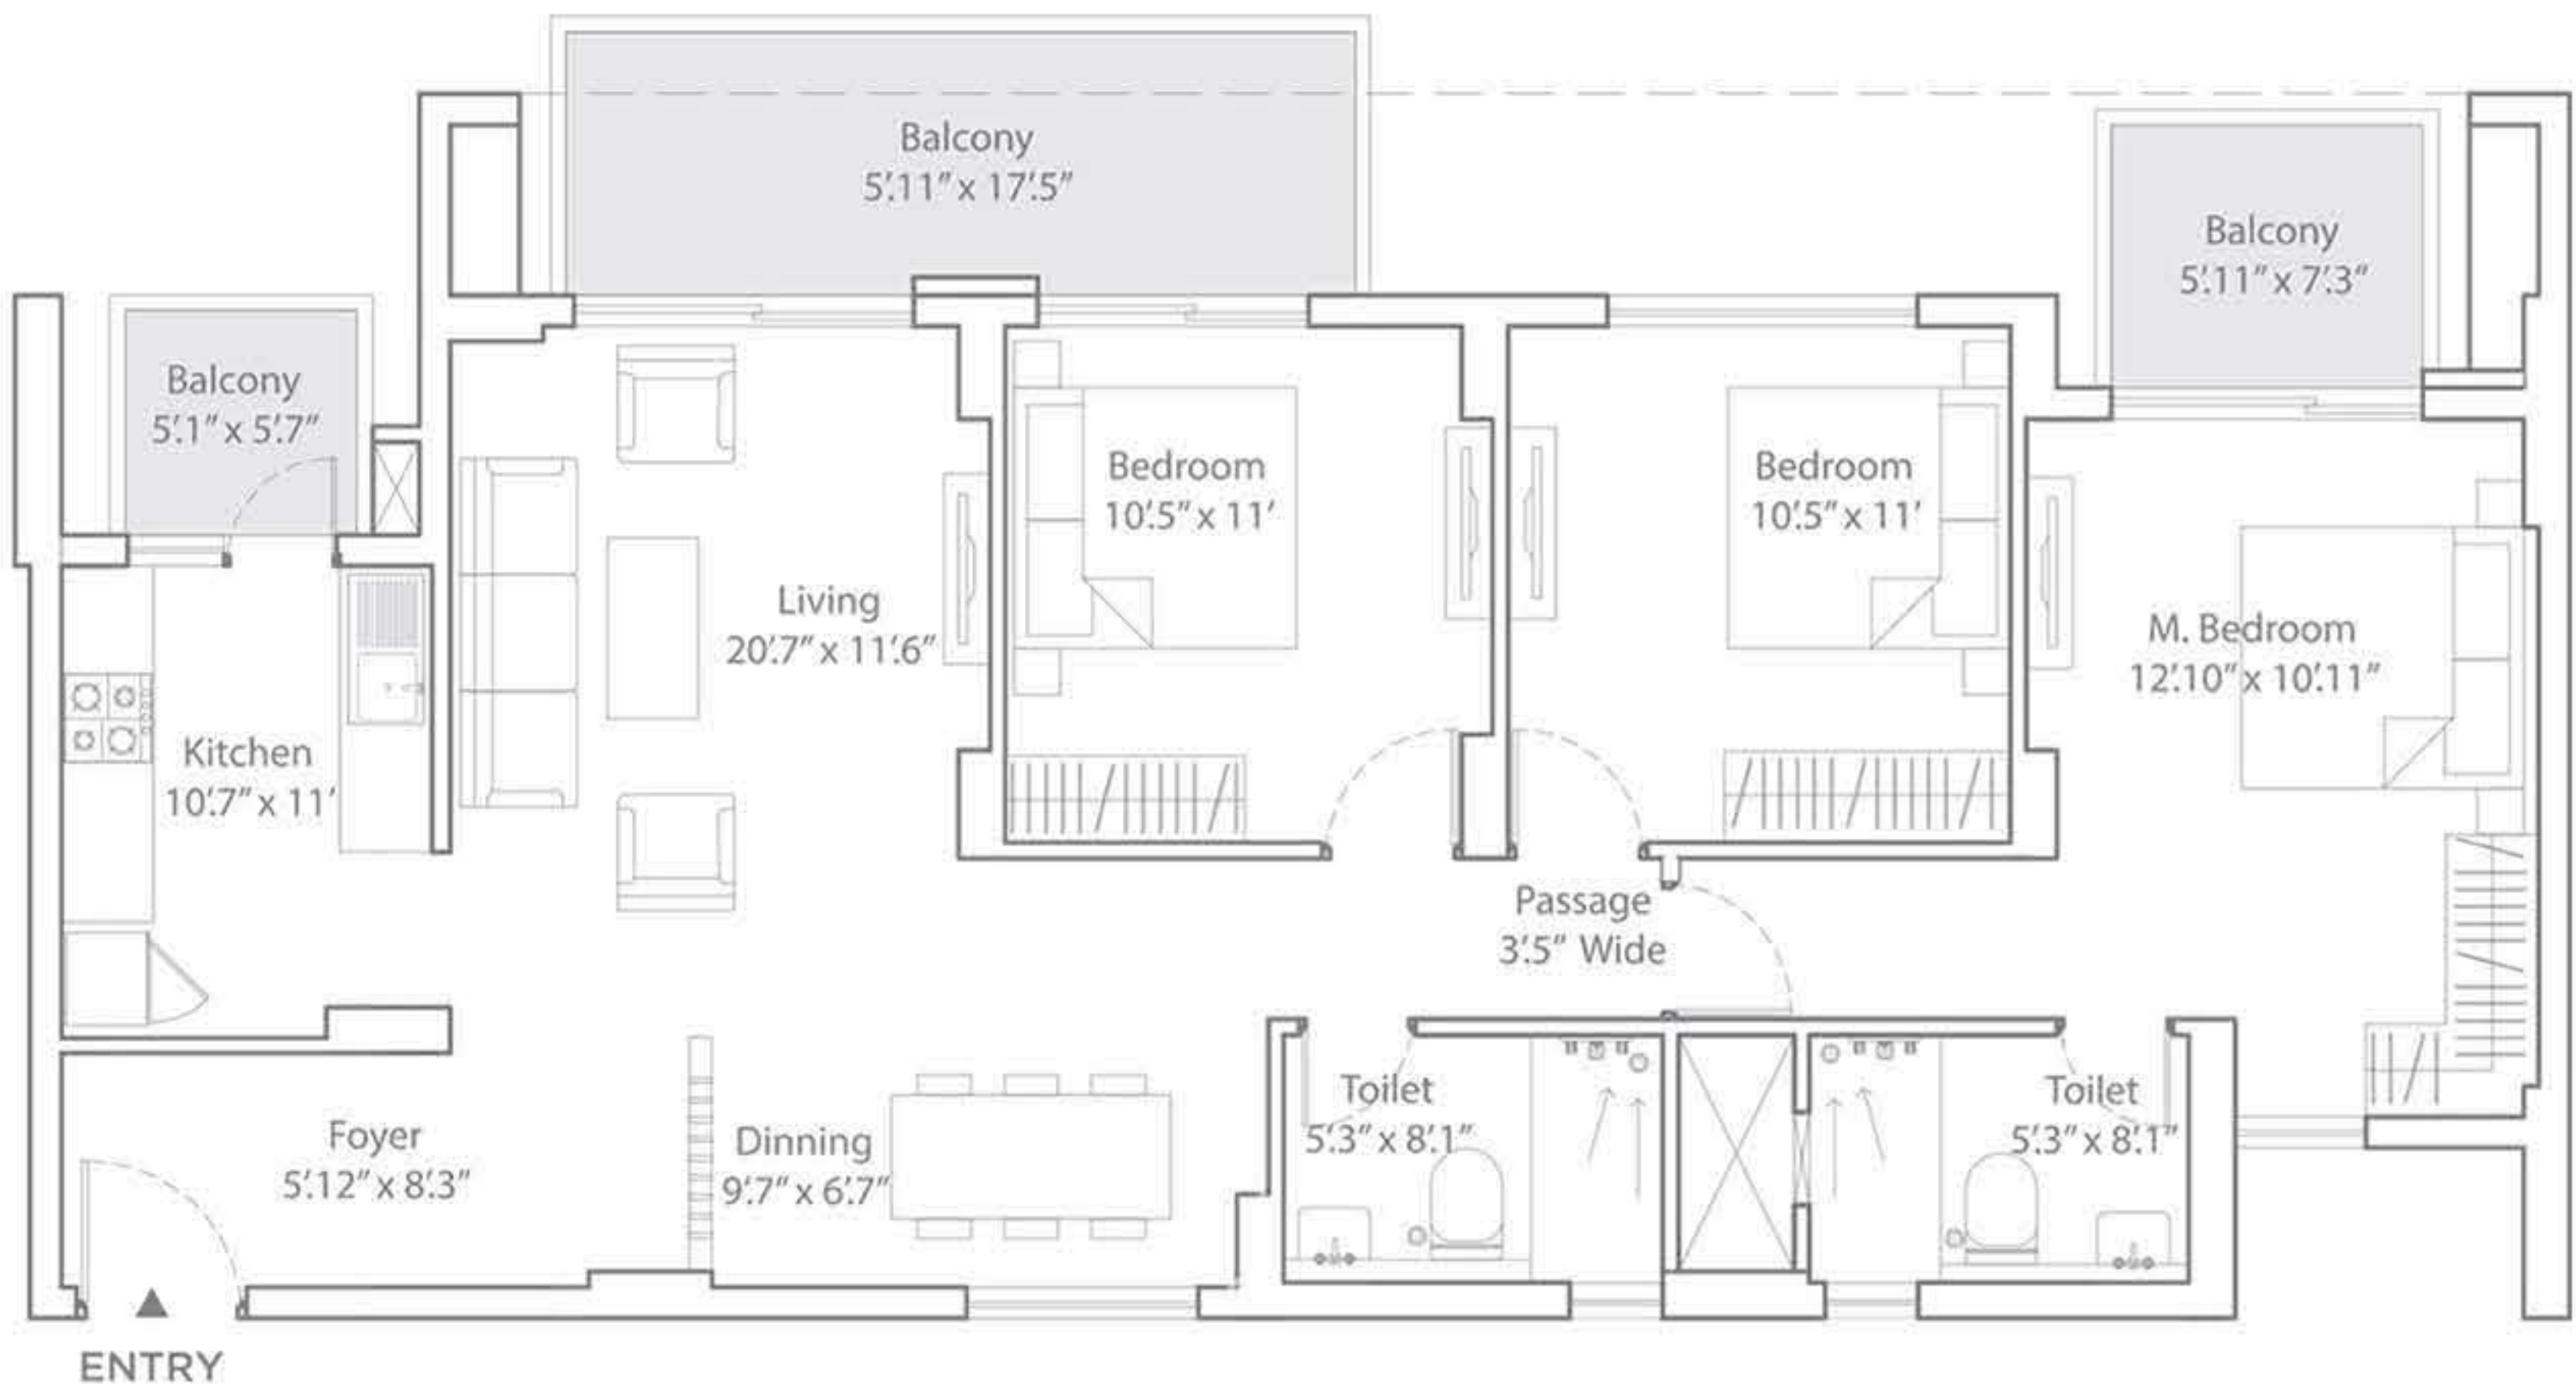 Balcony
5'.11" x 17'.5"
Balcony
5'.11" x 7'.3"
Balcony
5'.1" x 5'.7"
Bedroom
10'.5" x 11'
Bedroom
10'.5" x 11'
Living
20'.7" x 11'.6"
M. Bedroom
12'.10" x 10'.11"
Kitchen
10'.7" x 11'
Passage
3'.5" Wide
Foyer
5'.12" x 8'.3"
Dinning
9'.7" x 6'.7"
Toilet
5'.3" x 8'.1"
Toilet
5'.3" x 8'.1"
ENTRY